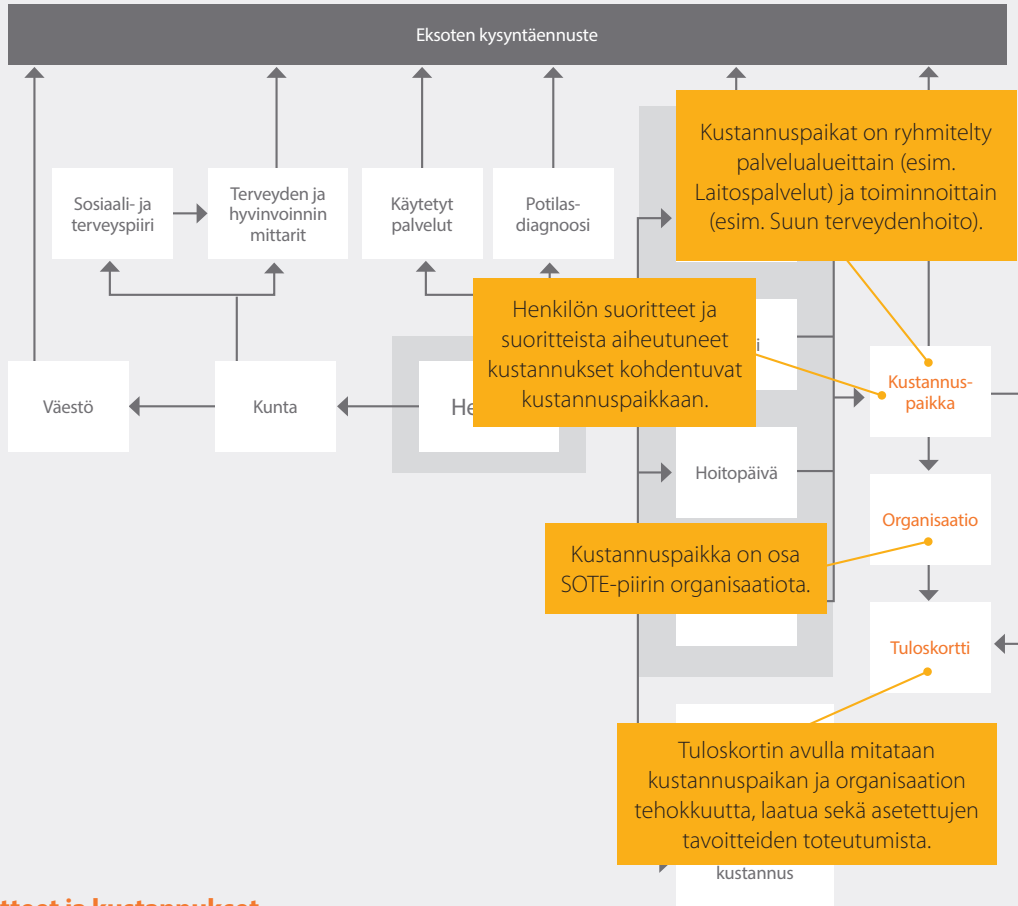 Eksoten kysyntäennuste
Kustannuspaikat on ryhmitelty
palvelualueittain (esim.
Laitospalvelut) ja toiminnoittain
(esim. Suun terveydenhoito).
Sosiaali- ja
terveyspiiri
Terveyden ja
hyvinvoinnin
mittarit
Käytetyt
palvelut
Potilas-
diagnoosi
Henkilön suoritteet ja
suoritteista aiheutuneet
kustannukset kohdentuvat
kustannuspaikkaan.
Väestö
Kunta
Kustannus-
paikka
Hoitopäivä
Organisaatio
Kustannuspaikka on osa
SOTE-piirin organisaatiota.
Tuloskortti
Tuloskortin avulla mitataan
kustannuspaikan ja organisaation
tehokkuutta, laatua sekä asetettujen
tavoitteiden toteutumista.
kustannus
ja kustannukset